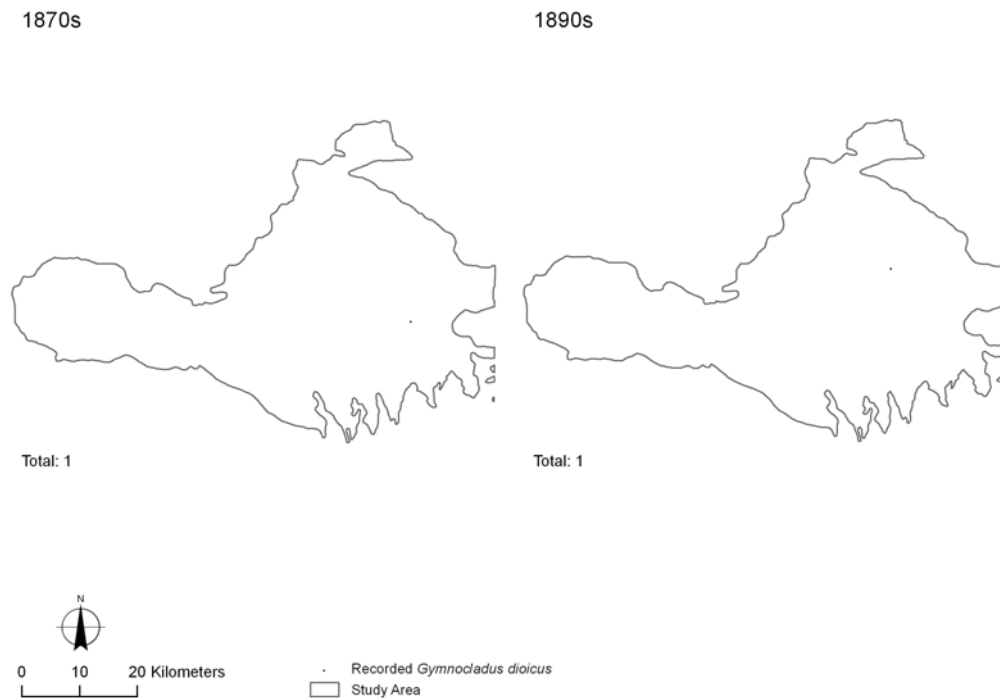 1870s
1890s
Total: 1
Total: 1
N
0 10 20 Kilometers
Recorded Gymnocladus dioicus
Study Area